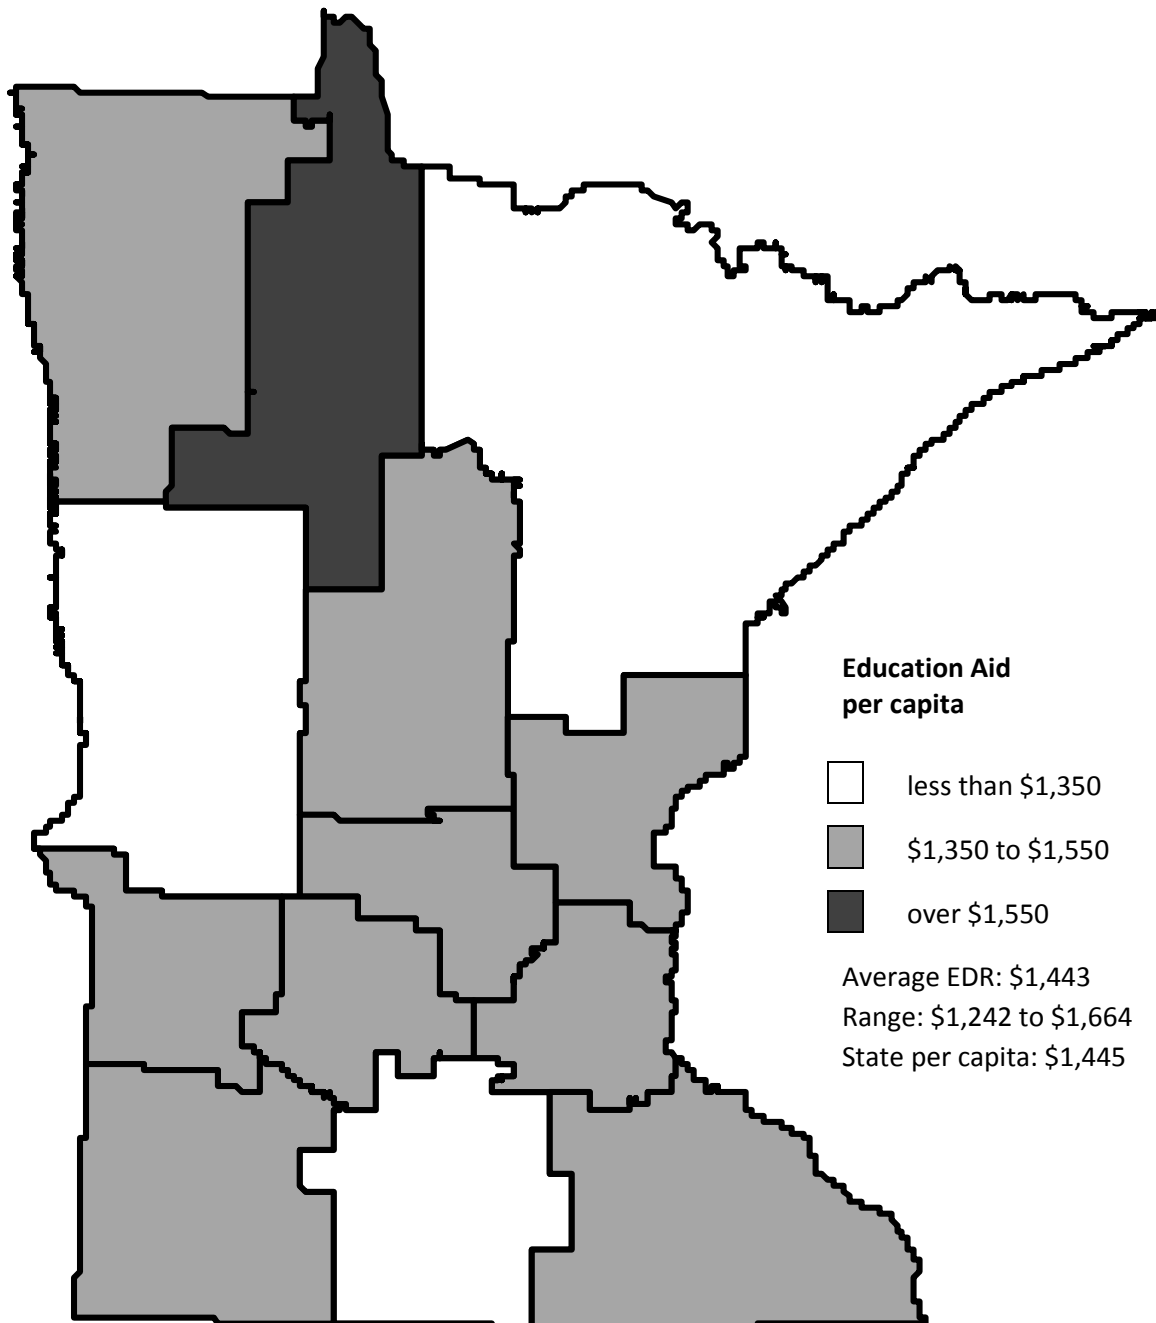 Education Aid
per capita
less than $1,350
$1,350 to $1,550
over $1,550
Average EDR: $1,443
Range: $1,242 to $1,664
State per capita: $1,445